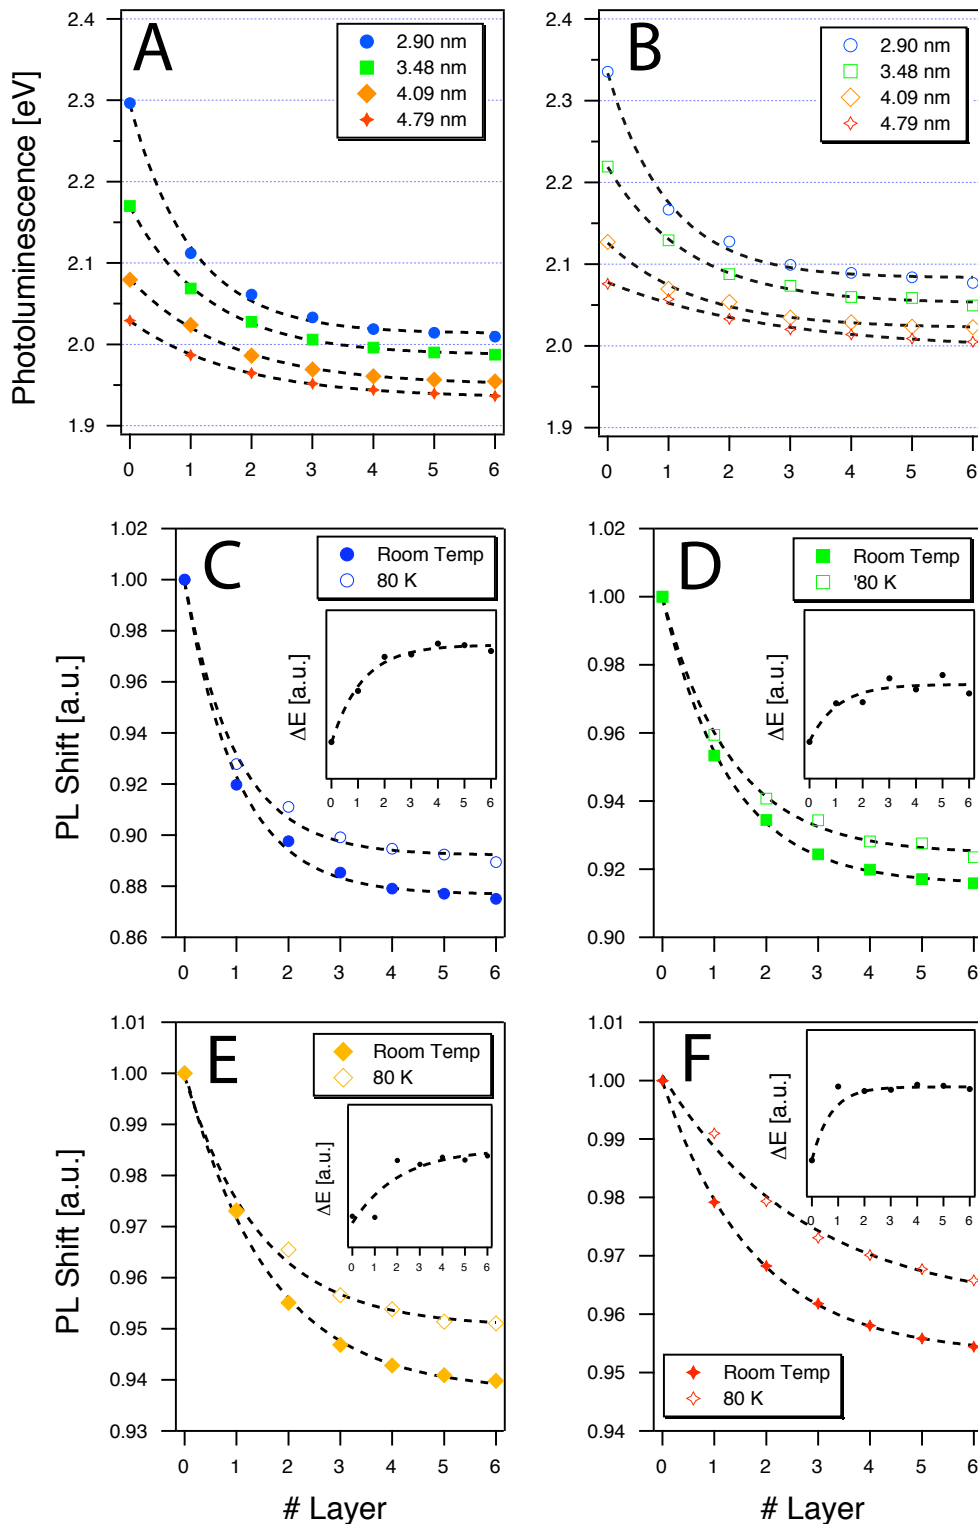 A
Photoluminescence [eV]
2.4
2.3
2.2
2.1
2.0
1.9
2.90 nm
3.48 nm
4.09 nm
4.79 nm
0 1 2 3 4 5 6
B
2.4
2.3
2.2
2.1
2.0
1.9
2.90 nm
3.48 nm
4.09 nm
4.79 nm
0 1 2 3 4 5 6
C
PL Shift [a.u.]
1.02
1.00
0.98
0.96
0.94
0.92
0.90
0.88
0.86
Room Temp
80 K
ΔE [a.u.]
0 1 2 3 4 5 6
0 1 2 3 4 5 6
D
1.02
1.00
0.98
0.96
0.94
0.92
0.90
Room Temp
'80 K
ΔE [a.u.]
0 1 2 3 4 5 6
0 1 2 3 4 5 6
E
PL Shift [a.u.]
1.01
1.00
0.99
0.98
0.97
0.96
0.95
0.94
0.93
Room Temp
80 K
ΔE [a.u.]
0 1 2 3 4 5 6
0 1 2 3 4 5 6
# Layer
F
1.01
1.00
0.99
0.98
0.97
0.96
0.95
0.94
ΔE [a.u.]
0 1 2 3 4 5 6
Room Temp
80 K
0 1 2 3 4 5 6
# Layer